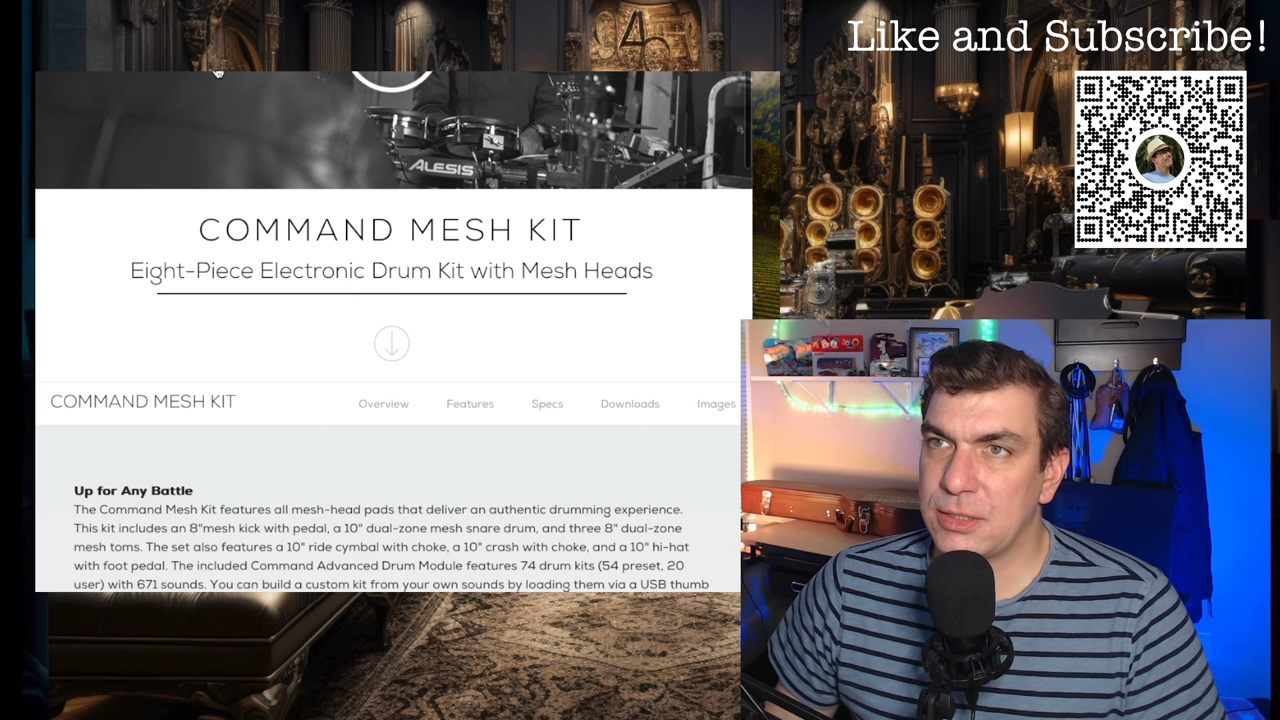 Like and Subscribe!
ALESIS
COMMAND MESH KIT
Eight-Piece Electronic Drum Kit with Mesh Heads
COMMAND MESH KIT
Overview
Features
Specs
Downloads
Images
Up for Any Battle
The Command Mesh Kit features all mesh-head pads that deliver an authentic drumming experience.
This kit includes an 8"mesh kick with pedal, a 10" dual-zone mesh snare drum, and three 8" dual-zone
mesh toms. The set also features a 10" ride cymbal with choke, a 10" crash with choke, and a 10" hi-hat
with foot pedal. The included Command Advanced Drum Module features 74 drum kits (54 preset, 20
user) with 671 sounds. You can build a custom kit from your own sounds by loading them via a USB thumb